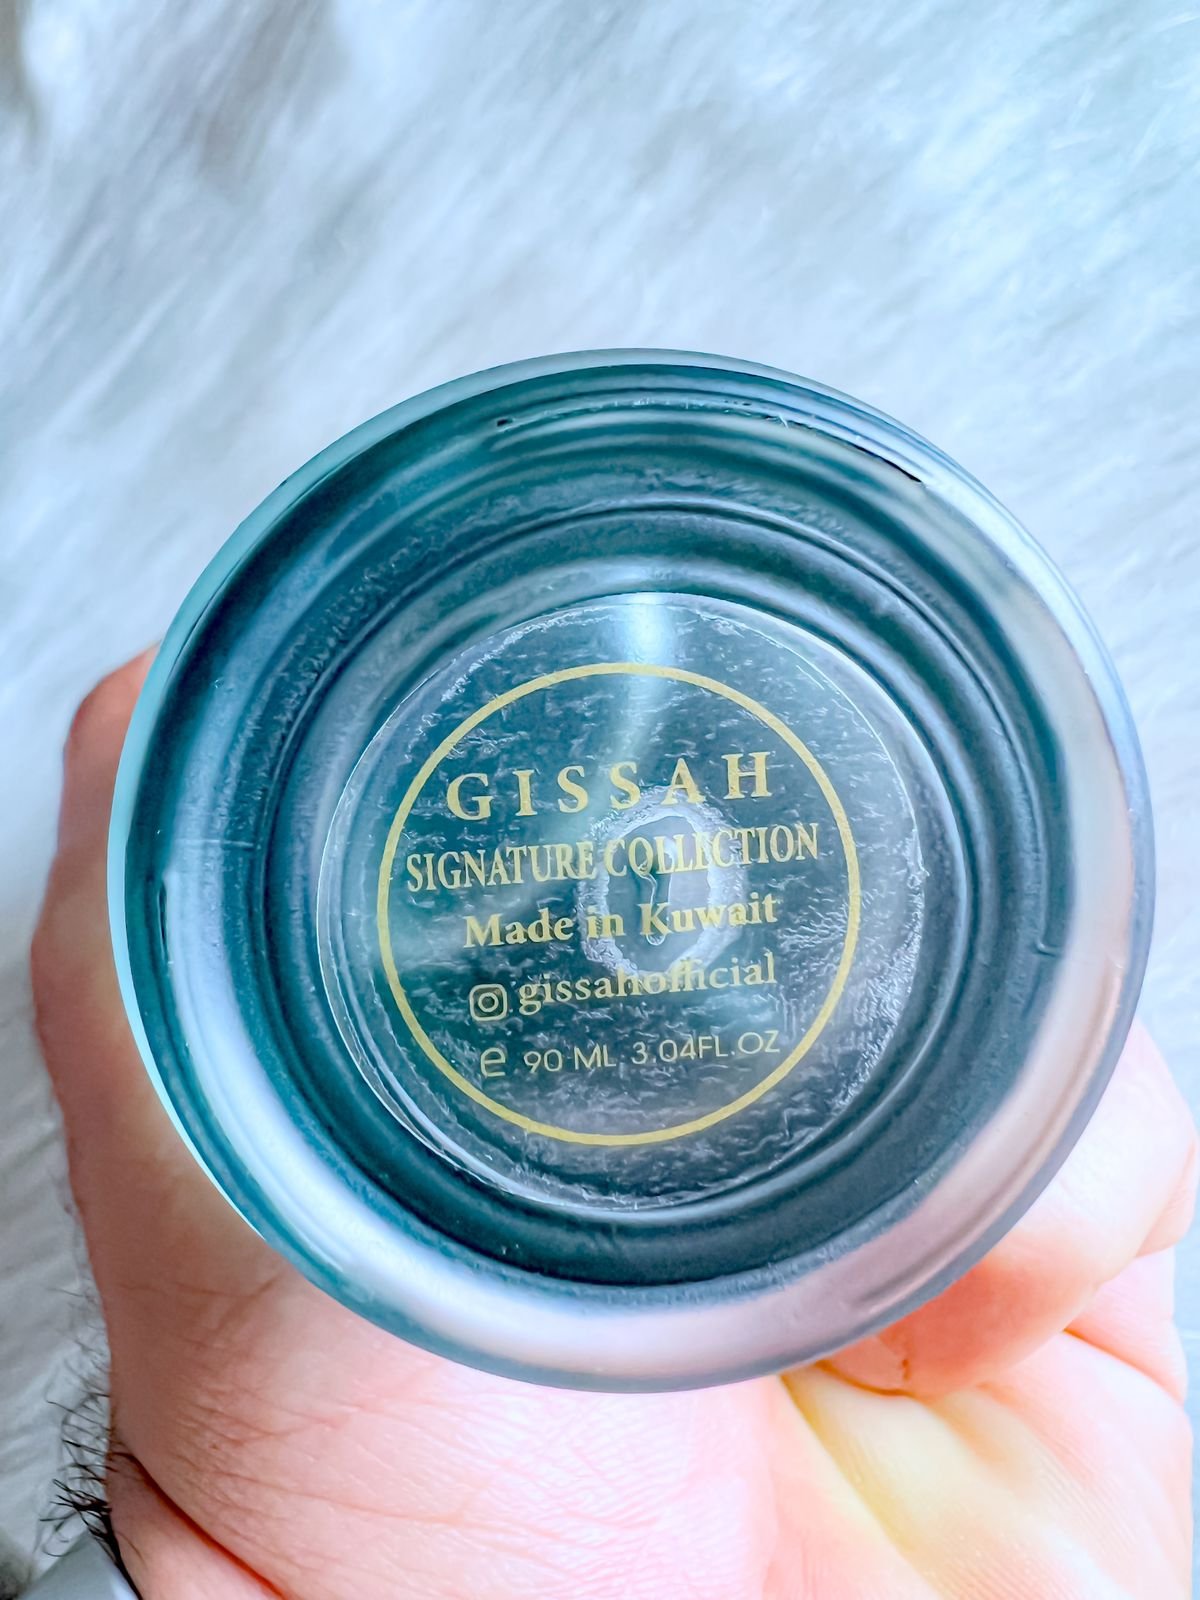 GISSAH
SIGNATURE COLLECTION
Made in Kuwait
gissahofficial
e 90 ML 3.04FL.OZ